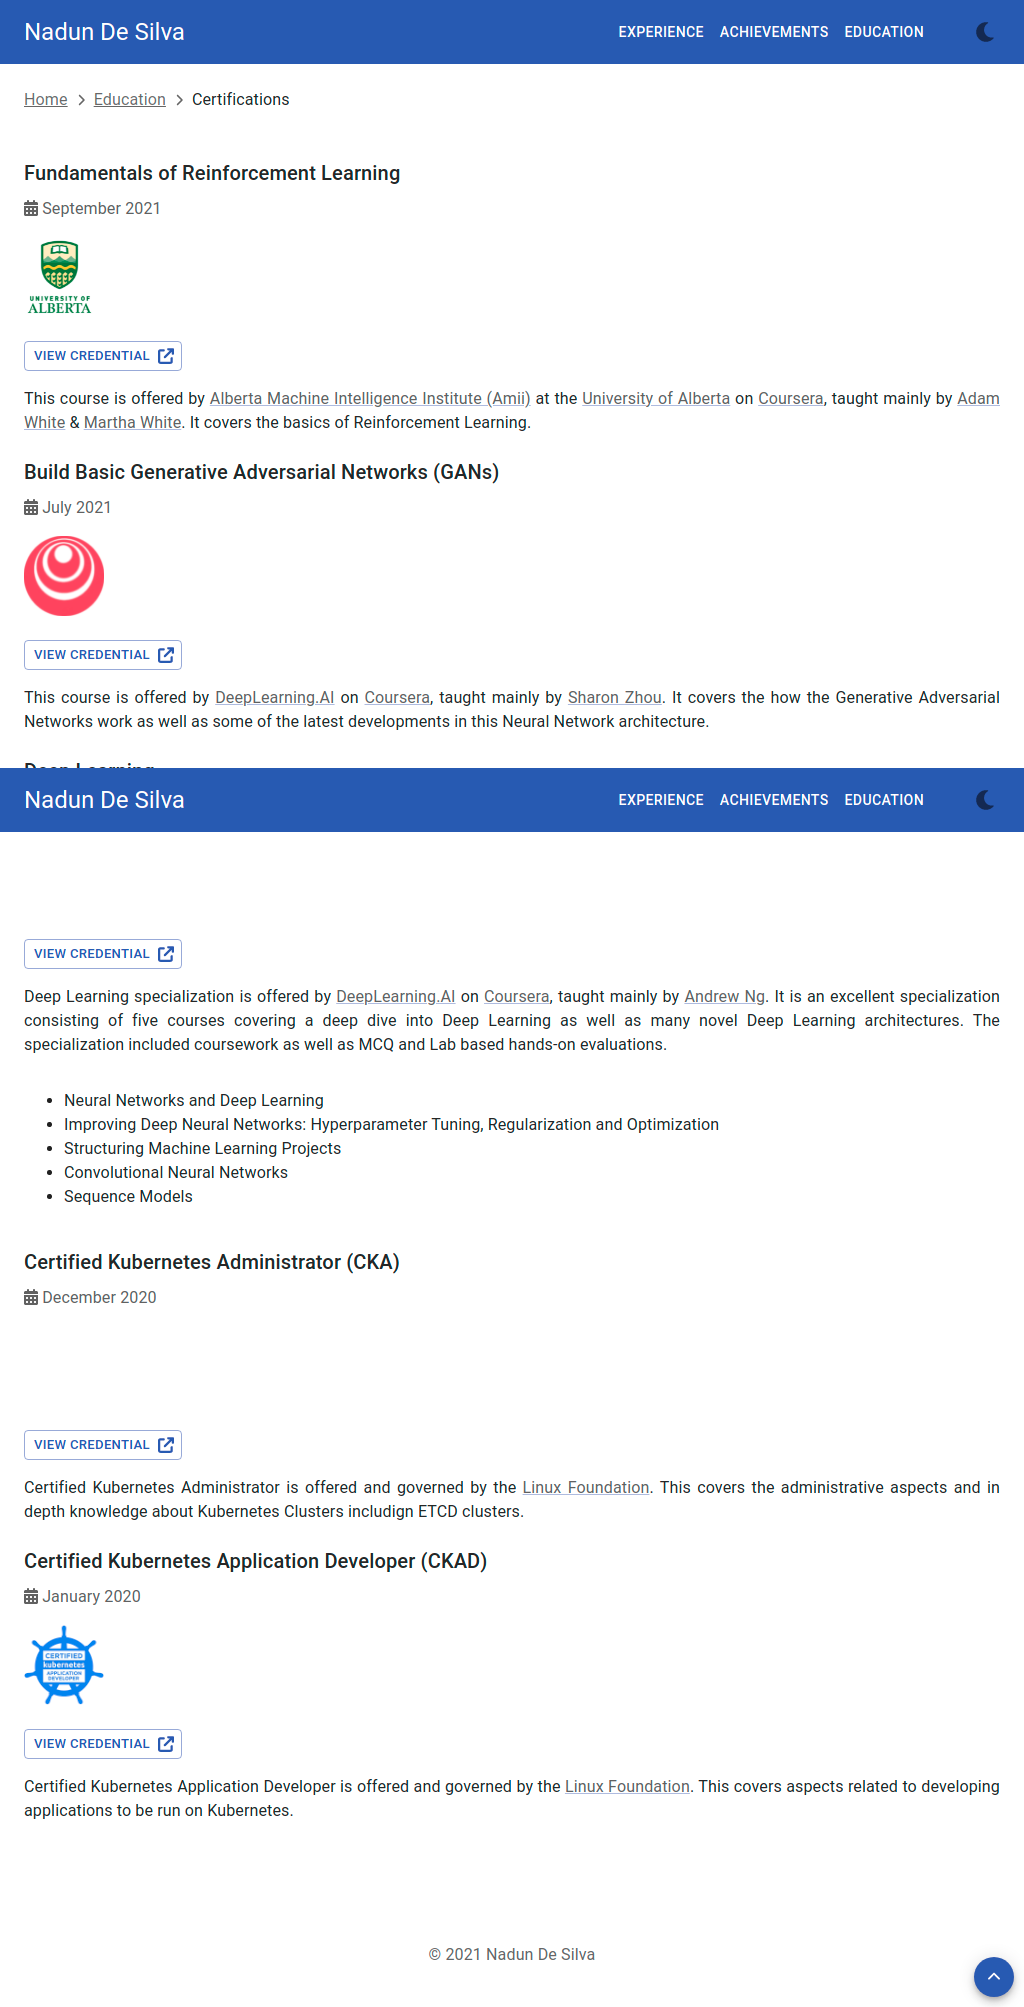 Nadun De Silva
EXPERIENCE ACHIEVEMENTS EDUCATION
Home > Education > Certifications
Fundamentals of Reinforcement Learning
September 2021
UNIVERSITY OF
ALBERTA
VIEW CREDENTIAL
This course is offered by Alberta Machine Intelligence Institute (Amii) at the University of Alberta on Coursera, taught mainly by Adam
White & Martha White. It covers the basics of Reinforcement Learning.
Build Basic Generative Adversarial Networks (GANs)
July 2021
VIEW CREDENTIAL
This course is offered by DeepLearning.AI on Coursera, taught mainly by Sharon Zhou. It covers the how the Generative Adversarial
Networks work as well as some of the latest developments in this Neural Network architecture.
Deep Learning
Nadun De Silva
EXPERIENCE ACHIEVEMENTS EDUCATION
VIEW CREDENTIAL
Deep Learning specialization is offered by DeepLearning.AI on Coursera, taught mainly by Andrew Ng. It is an excellent specialization
consisting of five courses covering a deep dive into Deep Learning as well as many novel Deep Learning architectures. The
specialization included coursework as well as MCQ and Lab based hands-on evaluations.
• Neural Networks and Deep Learning
• Improving Deep Neural Networks: Hyperparameter Tuning, Regularization and Optimization
• Structuring Machine Learning Projects
• Convolutional Neural Networks
• Sequence Models
Certified Kubernetes Administrator (CKA)
December 2020
VIEW CREDENTIAL
Certified Kubernetes Administrator is offered and governed by the Linux Foundation. This covers the administrative aspects and in
depth knowledge about Kubernetes Clusters includign ETCD clusters.
Certified Kubernetes Application Developer (CKAD)
January 2020
CERTIFIED
kubernetes
APPLICATION
DEVELOPER
VIEW CREDENTIAL
Certified Kubernetes Application Developer is offered and governed by the Linux Foundation. This covers aspects related to developing
applications to be run on Kubernetes.
© 2021 Nadun De Silva